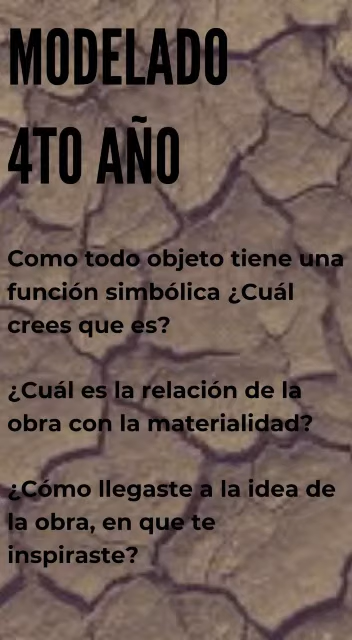 MODELADO
4TO AÑO
Como todo objeto tiene una
función simbólica ¿Cuál
crees que es?
¿Cuál es la relación de la
obra con la materialidad?
¿Cómo llegaste a la idea de
la obra, en que te
inspiraste?